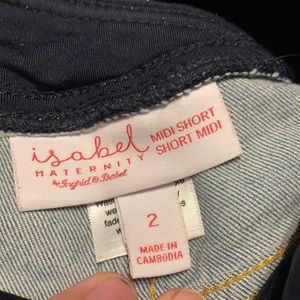 isabel
MATERNITY
by Ingrid & Isabel
MIDI SHORT
SHORT MIDI
2
MADE IN
CAMBODIA